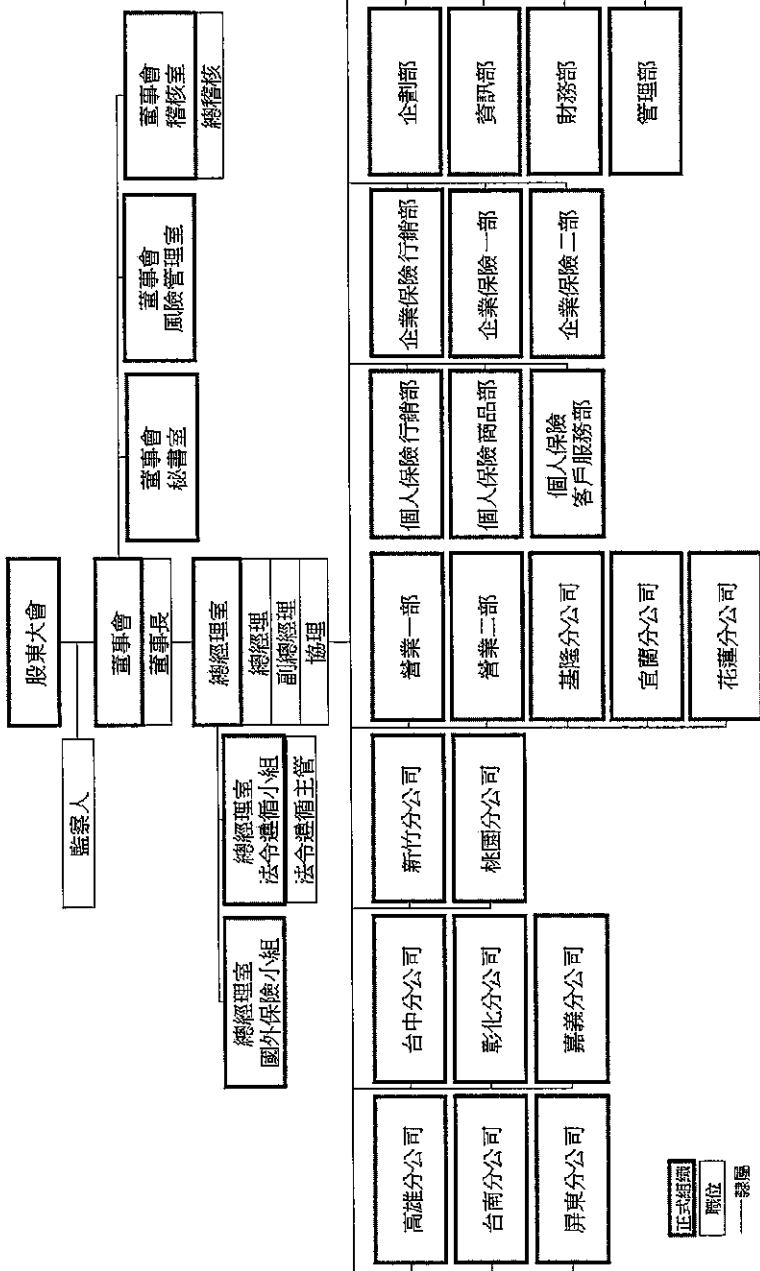 股東大會
監察人
董事會
董事長
董事會
秘書室
董事會
風險管理室
董事會
稽核室
總稽核
總經理室
總經理
副總經理
協理
總經理室
國外保險小組
總經理室
法令遵循小組
法令遵循主管
高雄分公司
台南分公司
屏東分公司
台中分公司
彰化分公司
嘉義分公司
新竹分公司
桃園分公司
營業一部
營業二部
基隆分公司
宜蘭分公司
花蓮分公司
個人保險行銷部
個人保險商品部
個人保險
客戶服務部
企業保險行銷部
企業保險一部
企業保險二部
企劃部
資訊部
財務部
管理部
正式組織
職位
隸屬